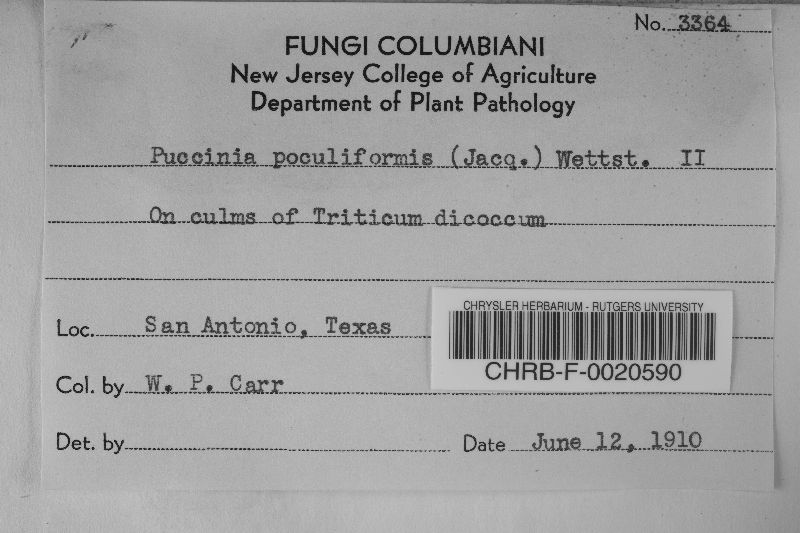 No. 3364
FUNGI COLUMBIANI
New Jersey College of Agriculture
Department of Plant Pathology
Puccinia poculiformis (Jacq.) Wettst. II
On culms of Triticum dicoccum
Loc. San Antonio, Texas
CHRYSLER HERBARIUM - RUTGERS UNIVERSITY
CHRB-F-0020590
Col. by W. P. Carr
Det. by
Date June 12, 1910